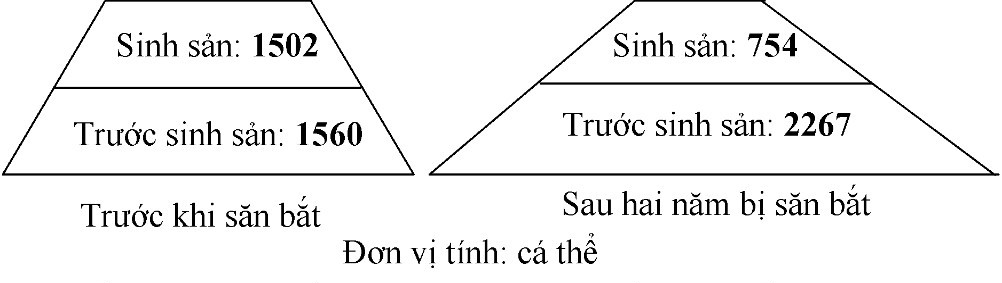 Sinh sản: 1502
Trước sinh sản: 1560
Trước khi săn bắt
Sinh sản: 754
Trước sinh sản: 2267
Sau hai năm bị săn bắt
Đơn vị tính: cá thể